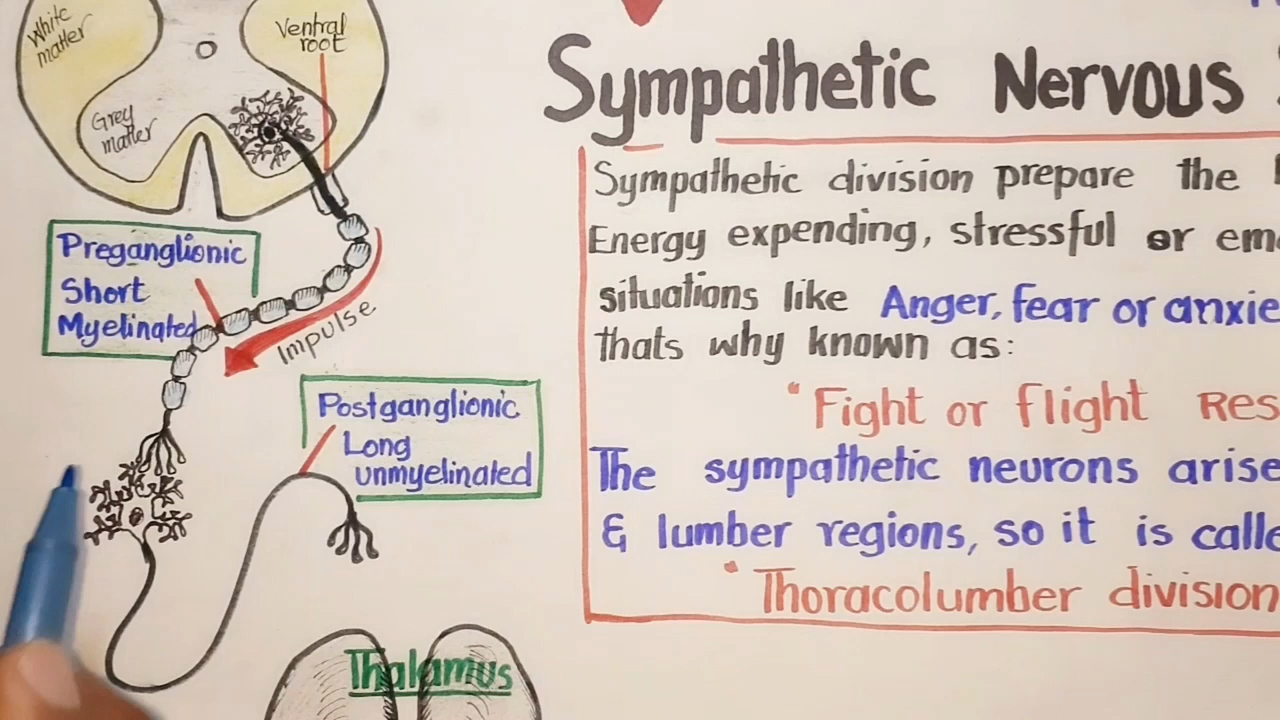 White
matter
Ventral
root
Grey
matter
Preganglionic
Short
Myelinated
Impulse
Postganglionic
Long
unmyelinated
Thalamus
Sympathetic Nervous
Sympathetic division prepare the
Energy expending, stressful or em
situations like Anger, fear or anxie
thats why known as:
"Fight or flight Res
The sympathetic neurons arise
& lumber regions, so it is calle
"Thoracolumber division